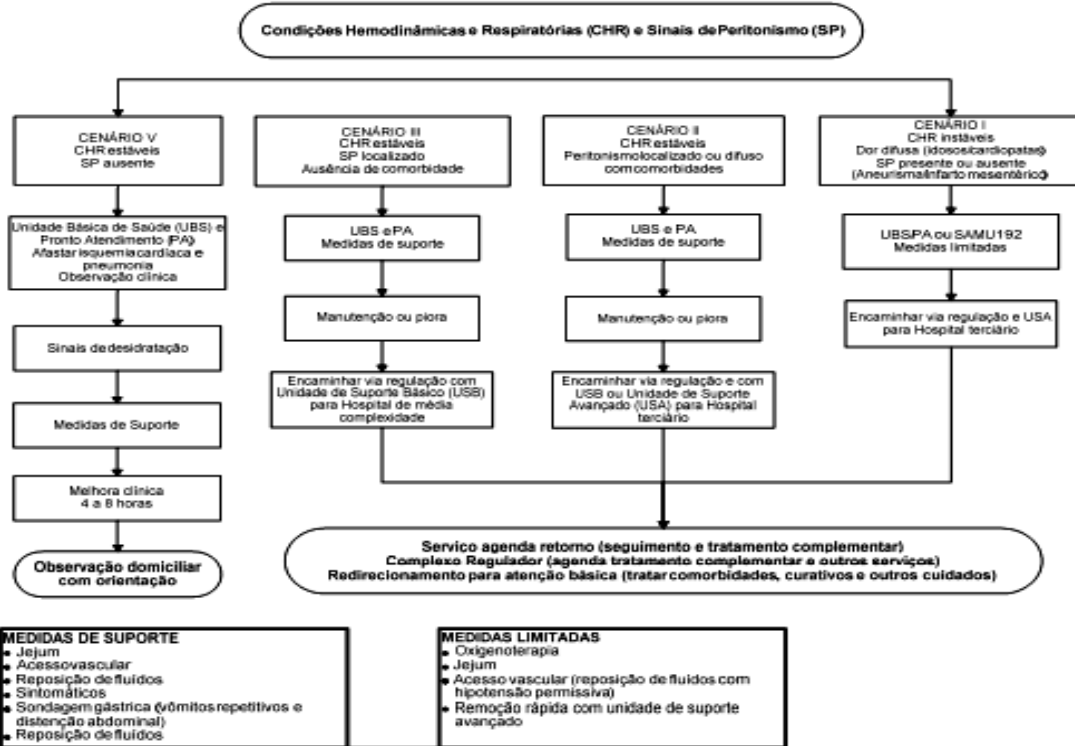 Condições Hemodinâmicas e Respiratórias (CHR) e Sinais de Peritonismo (SP)
CENÁRIO V
CHR estáveis
SP ausente
Unidade Básica de Saúde (UBS) e
Pronto Atendimento (PA)
Afastar isquemia cardíaca e
pneumonia
Observação clínica
Sinais de desidratação
Medidas de Suporte
Melhora clínica
4 a 8 horas
Observação domiciliar
com orientação
CENÁRIO III
CHR estáveis
SP localizado
Ausência de comorbidade
UBS e PA
Medidas de suporte
Manutenção ou piora
Encaminhar via regulação com
Unidade de Suporte Básico (USB)
para Hospital de média
complexidade
CENÁRIO II
CHR estáveis
Peritonismo localizado ou difuso
com comorbidades
UBS e PA
Medidas de suporte
Manutenção ou piora
Encaminhar via regulação e com
USB ou Unidade de Suporte
Avançado (USA) para Hospital
terciário
CENÁRIO I
CHR instáveis
Dor difusa (idosos/cardiopatas)
SP presente ou ausente
(Aneurisma/Infarto mesentérico)
UBS/PA ou SAMU192
Medidas limitadas
Encaminhar via regulação e USA
para Hospital terciário
Servico agenda retorno (seguimento e tratamento complementar)
Complexo Regulador (agenda tratamento complementar e outros serviços)
Redirecionamento para atenção básica (tratar comorbidades, curativos e outros cuidados)
MEDIDAS DE SUPORTE
• Jejum
• Acesso vascular
• Reposição de fluídos
• Sintomáticos
• Sondagem gástrica (vômitos repetitivos e
distenção abdominal)
• Reposição de fluídos
MEDIDAS LIMITADAS
• Oxigenoterapia
• Jejum
• Acesso vascular (reposição de fluídos com
hipotensão permissiva)
• Remoção rápida com unidade de suporte
avançado